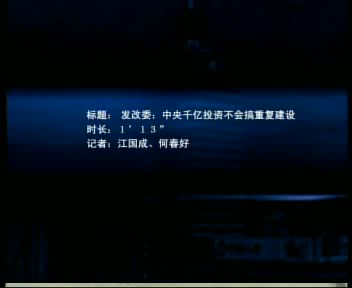 标题： 发改委：中央千亿投资不会搞重复建设
时长：１＇１３＂
记者：江国成、何春好